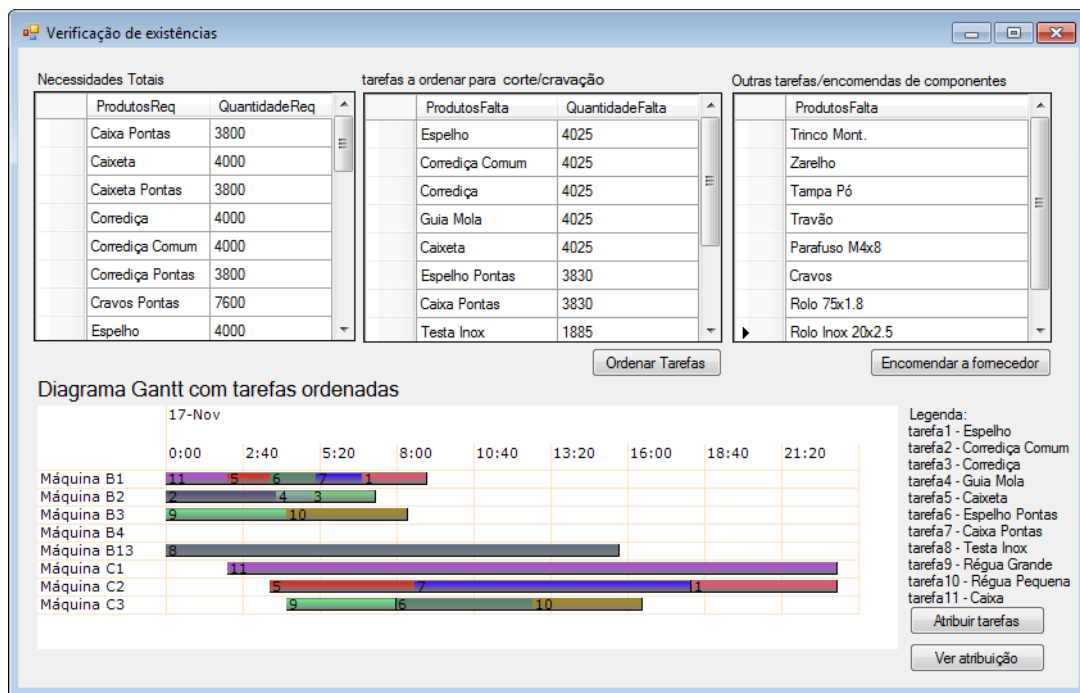 Verificação de existências
Necessidades Totais
ProdutosReq QuantidadeReq
Caixa Pontas 3800
Caixeta 4000
Caixeta Pontas 3800
Corrediça 4000
Corrediça Comum 4000
Corrediça Pontas 3800
Cravos Pontas 7600
Espelho 4000
tarefas a ordenar para corte/cravação
ProdutosFalta QuantidadeFalta
Espelho 4025
Corrediça Comum 4025
Corrediça 4025
Guia Mola 4025
Caixeta 4025
Espelho Pontas 3830
Caixa Pontas 3830
Testa Inox 1885
Ordenar Tarefas
Outras tarefas/encomendas de componentes
ProdutosFalta
Trinco Mont.
Zarelho
Tampa Pó
Travão
Parafuso M4x8
Cravos
Rolo 75x1.8
Rolo Inox 20x2.5
Encomendar a fornecedor
Diagrama Gantt com tarefas ordenadas
17-Nov
0:00 2:40 5:20 8:00 10:40 13:20 16:00 18:40 21:20
Máquina B1 11 5 6 7 1
Máquina B2 2 4 3
Máquina B3 9 10
Máquina B4
Máquina B13 8
Máquina C1 11
Máquina C2 5 7 1
Máquina C3 9 6 10
Legenda:
tarefa1 - Espelho
tarefa2 - Corrediça Comum
tarefa3 - Corrediça
tarefa4 - Guia Mola
tarefa5 - Caixeta
tarefa6 - Espelho Pontas
tarefa7 - Caixa Pontas
tarefa8 - Testa Inox
tarefa9 - Régua Grande
tarefa10 - Régua Pequena
tarefa11 - Caixa
Atribuir tarefas
Ver atribuição